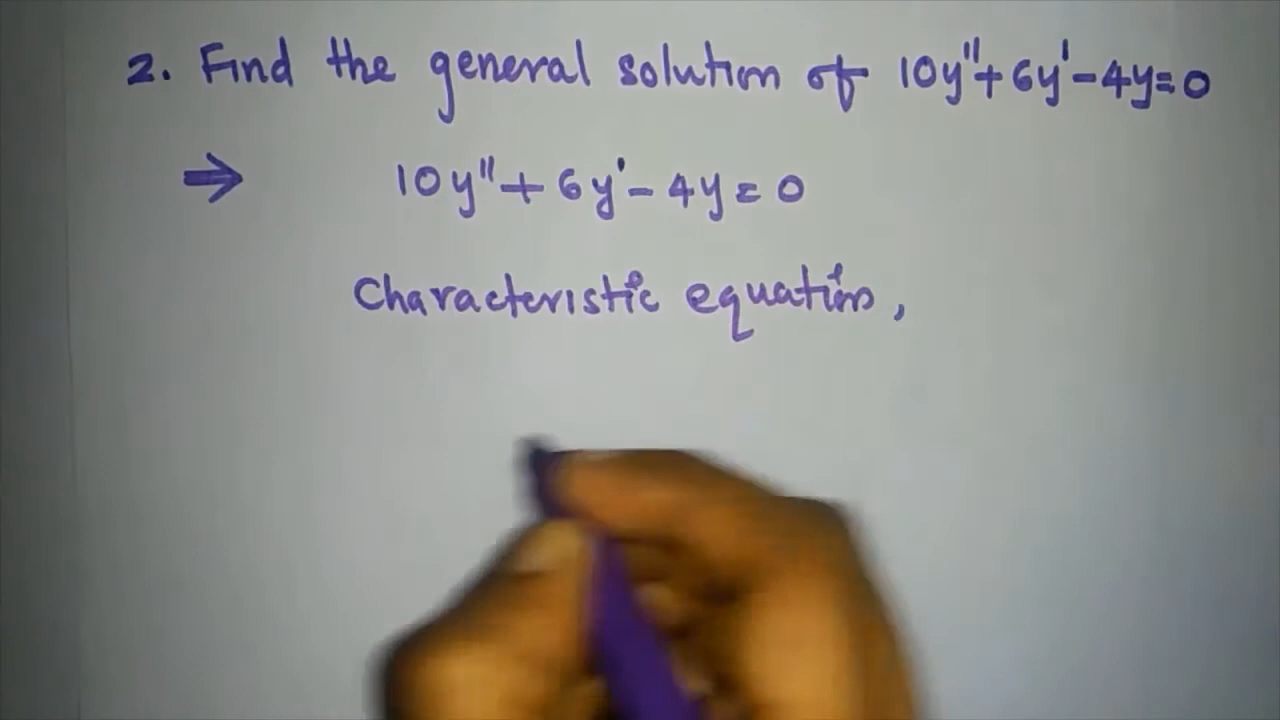 2. Find the general solution of 10y"+6y'-4y=0
⇒ 10y"+6y'-4y=0
Characteristic equation,